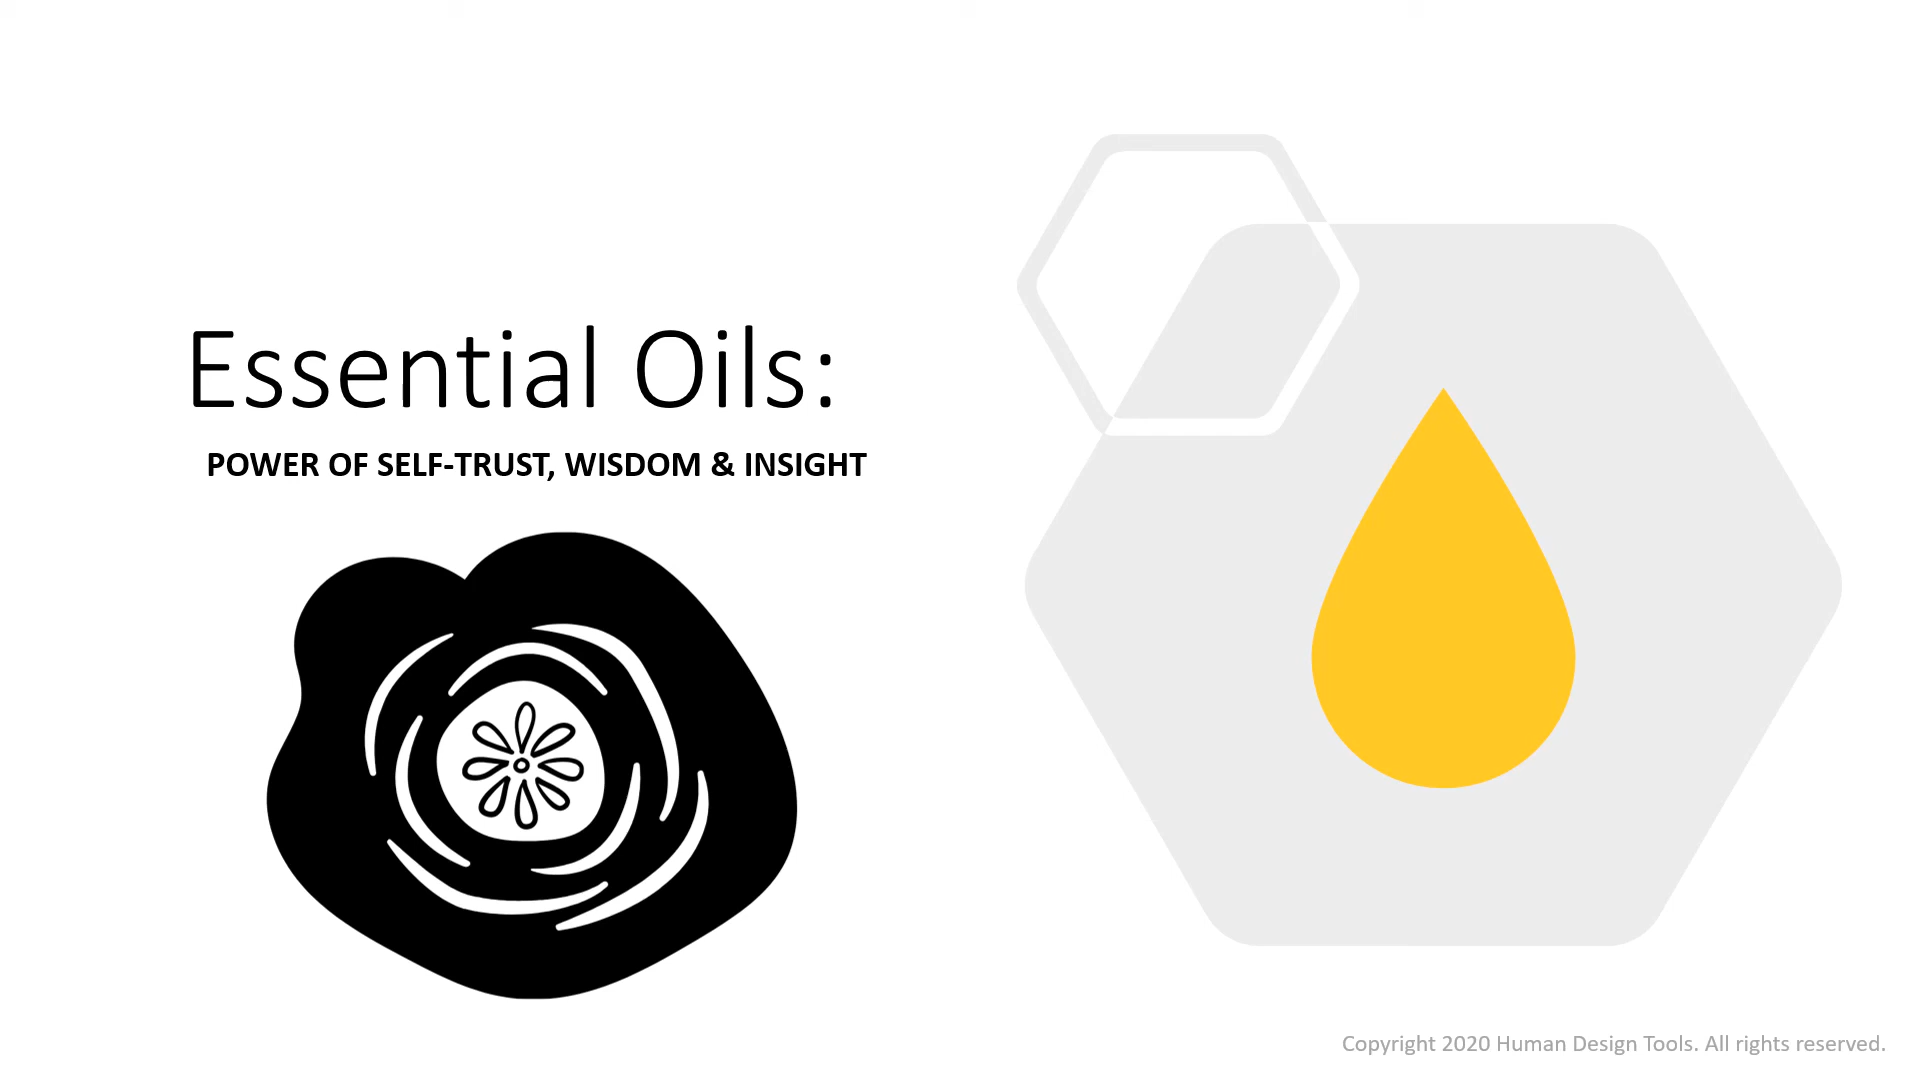 Essential Oils:
POWER OF SELF-TRUST, WISDOM & INSIGHT
Copyright 2020 Human Design Tools. All rights reserved.